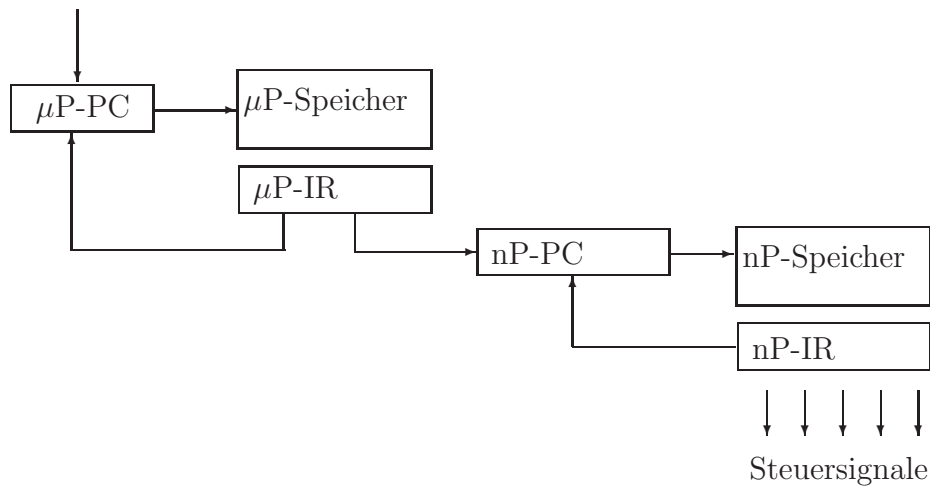 μP-PC
μP-Speicher
μP-IR
nP-PC
nP-Speicher
nP-IR
Steuersignale